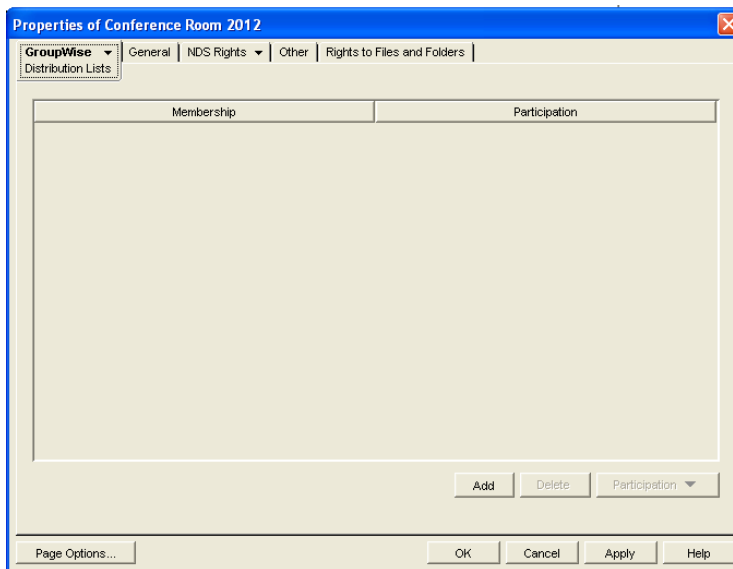 Properties of Conference Room 2012
GroupWise General NDS Rights Other Rights to Files and Folders
Distribution Lists
Membership Participation
Add Delete Participation
Page Options... OK Cancel Apply Help